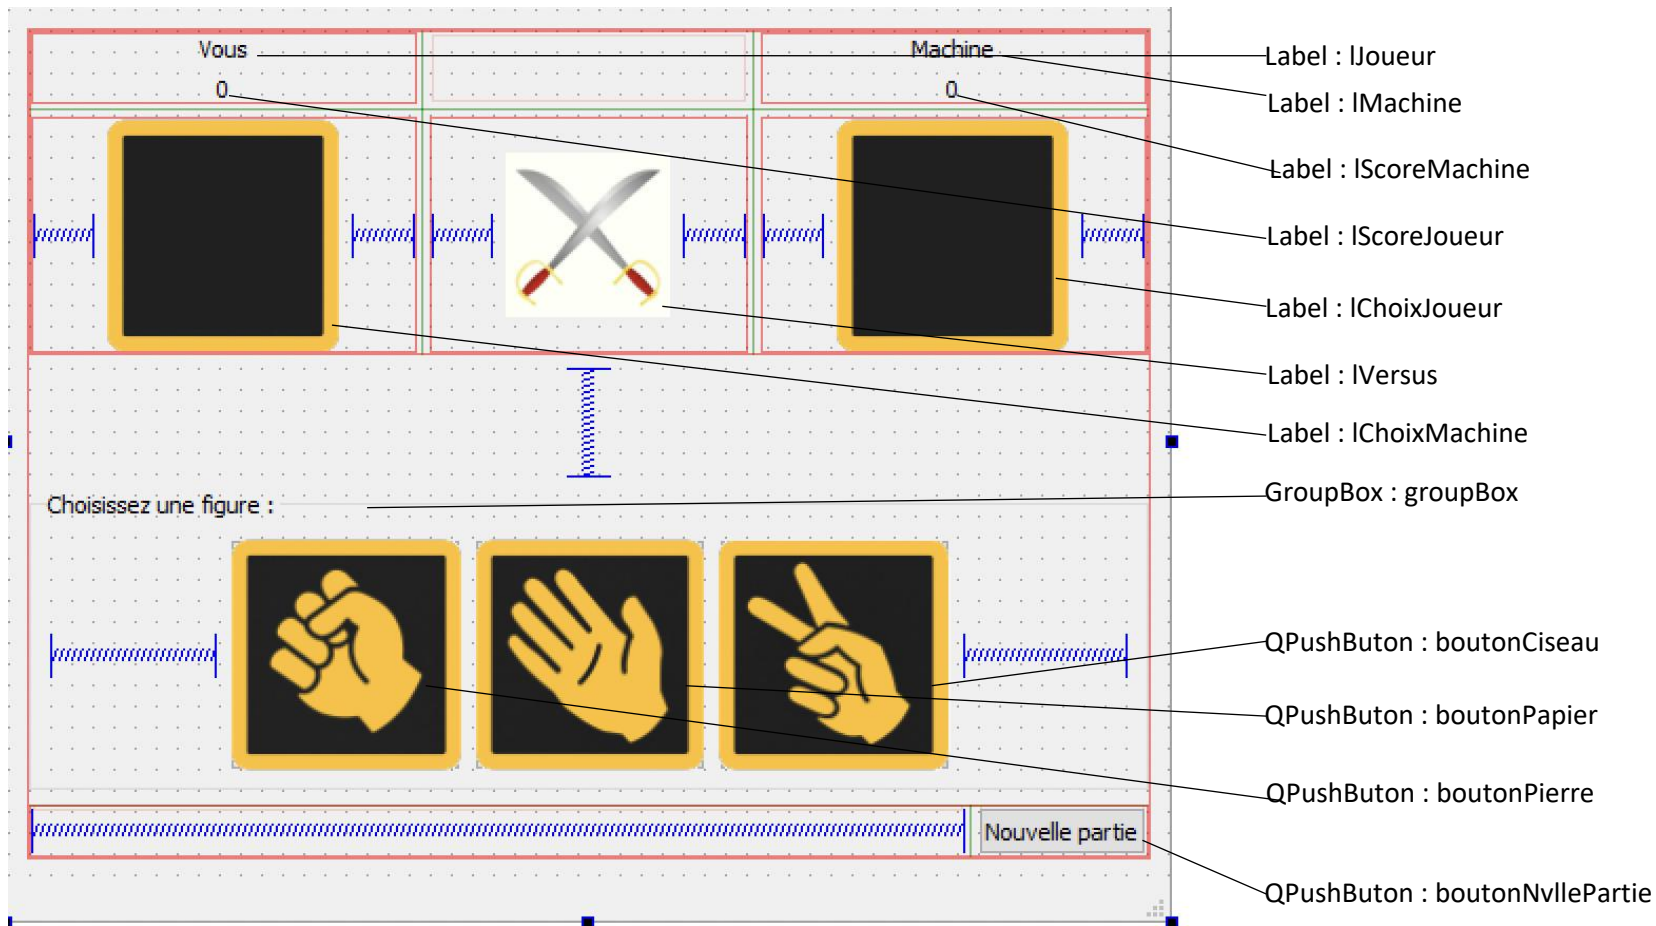 Vous
Machine
0
0
Choisissez une figure :
Nouvelle partie
Label : lJoueur
Label : lMachine
Label : lScoreMachine
Label : lScoreJoueur
Label : lChoixJoueur
Label : lVersus
Label : lChoixMachine
GroupBox : groupBox
QPushButon : boutonCiseau
QPushButon : boutonPapier
QPushButon : boutonPierre
QPushButon : boutonNvllePartie